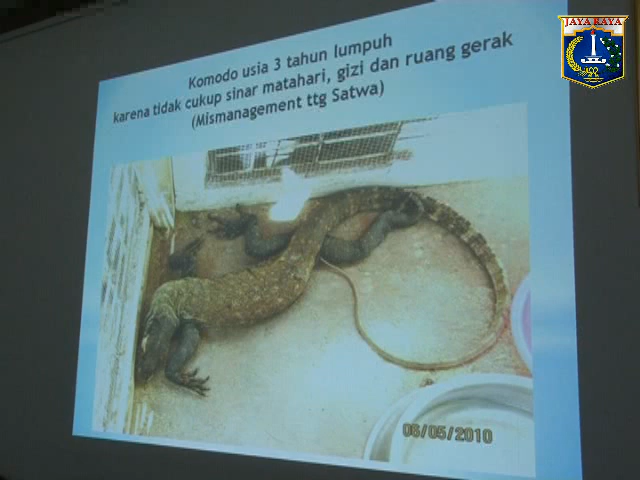 JAYA RAYA
Komodo usia 3 tahun lumpuh
karena tidak cukup sinar matahari, gizi dan ruang gerak
(Mismanagement ttg Satwa)
06/05/2010